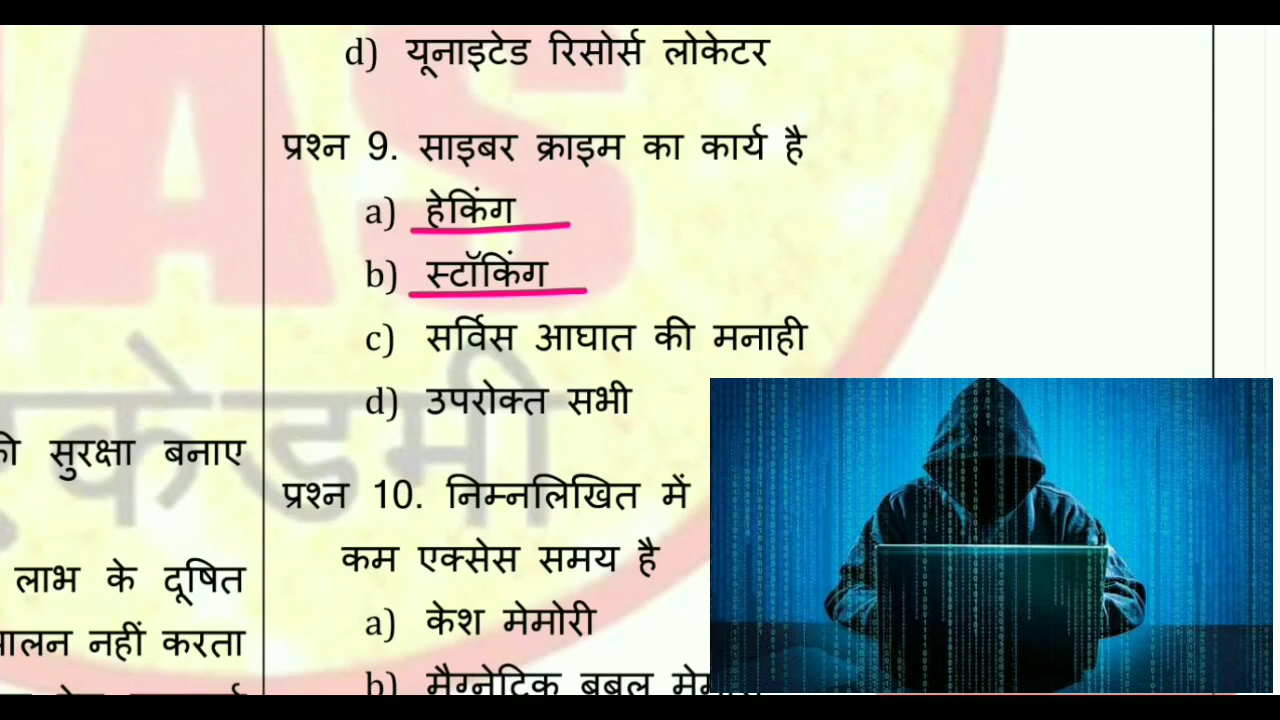 d) यूनाइटेड रिसोर्स लोकेटर
प्रश्न 9. साइबर क्राइम का कार्य है
a) हेकिंग
b) स्टॉकिंग
c) सर्विस आघात की मनाही
d) उपरोक्त सभी
प्रश्न 10. निम्नलिखित में
कम एक्सेस समय है
a) केश मेमोरी
b) मैग्नेटिक बबल
सुरक्षा बनाए
लाभ के दूषित
नहीं करता